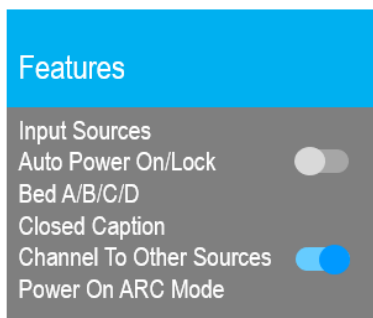 Features
Input Sources
Auto Power On/Lock
Bed A/B/C/D
Closed Caption
Channel To Other Sources
Power On ARC Mode